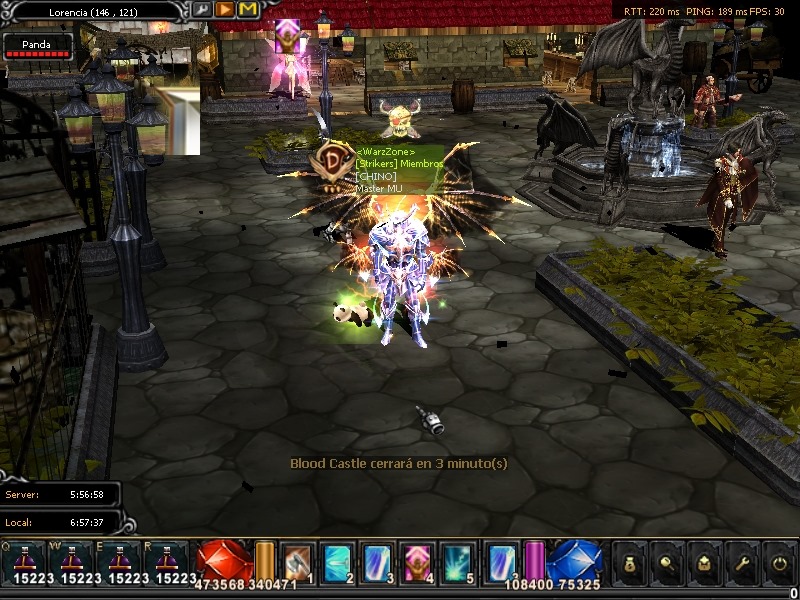 Lorencia (146 , 121)
RTT: 220 ms PING: 189 ms FPS: 30
Panda
M
D
<WarzZone>
[Strikers] Miembros
[CHINO]
Master MU
Blood Castle cerrará en 3 minuto(s)
Server: 5:56:58
Local: 6:57:37
Q W E R
15223 15223 15223 15223 473568 340471 1 2 3 4 5 3 108400 75325
0